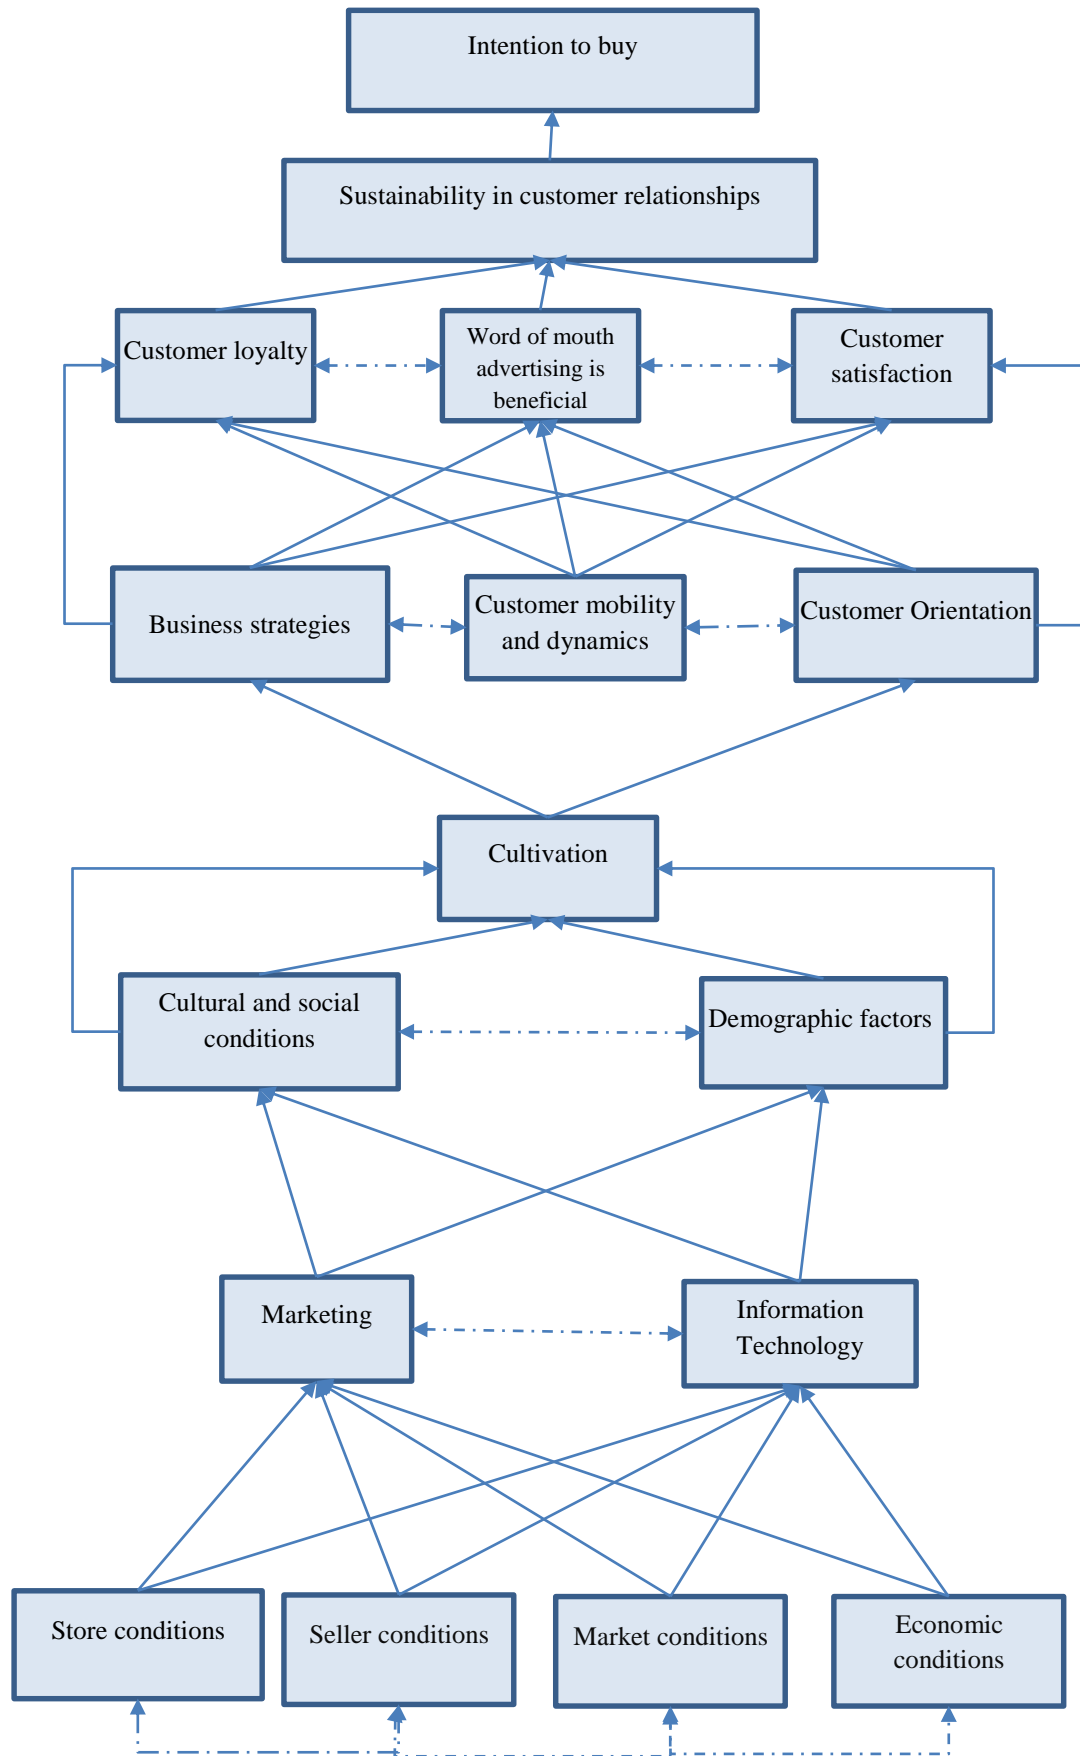 Intention to buy
Sustainability in customer relationships
Customer loyalty
Word of mouth
advertising is
beneficial
Customer
satisfaction
Business strategies
Customer mobility
and dynamics
Customer Orientation
Cultivation
Cultural and social
conditions
Demographic factors
Marketing
Information
Technology
Store conditions
Seller conditions
Market conditions
Economic
conditions